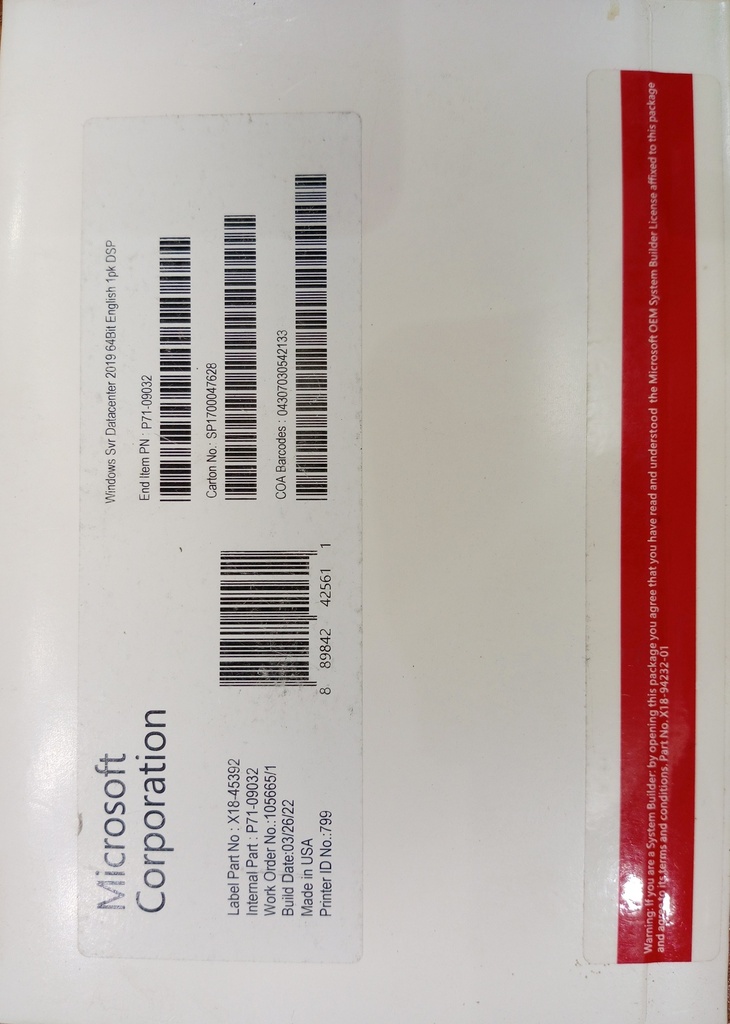 Microsoft
Corporation
Label Part No : X18-45392
Internal Part : P71-09032
Work Order No.:105665/1
Build Date:03/26/22
Made in USA
Printer ID No.:799
8 89842 42561 1
Windows Svr Datacenter 2019 64Bit English 1pk DSP
End Item PN : P71-09032
Carton No.: SP1700047628
COA Barcodes : 04307030542133
Warning: If you are a System Builder: by opening this package you agree that you have read and understood the Microsoft OEM System Builder License affixed to this package
and agree to its terms and conditions. Part No. X18-94232-01